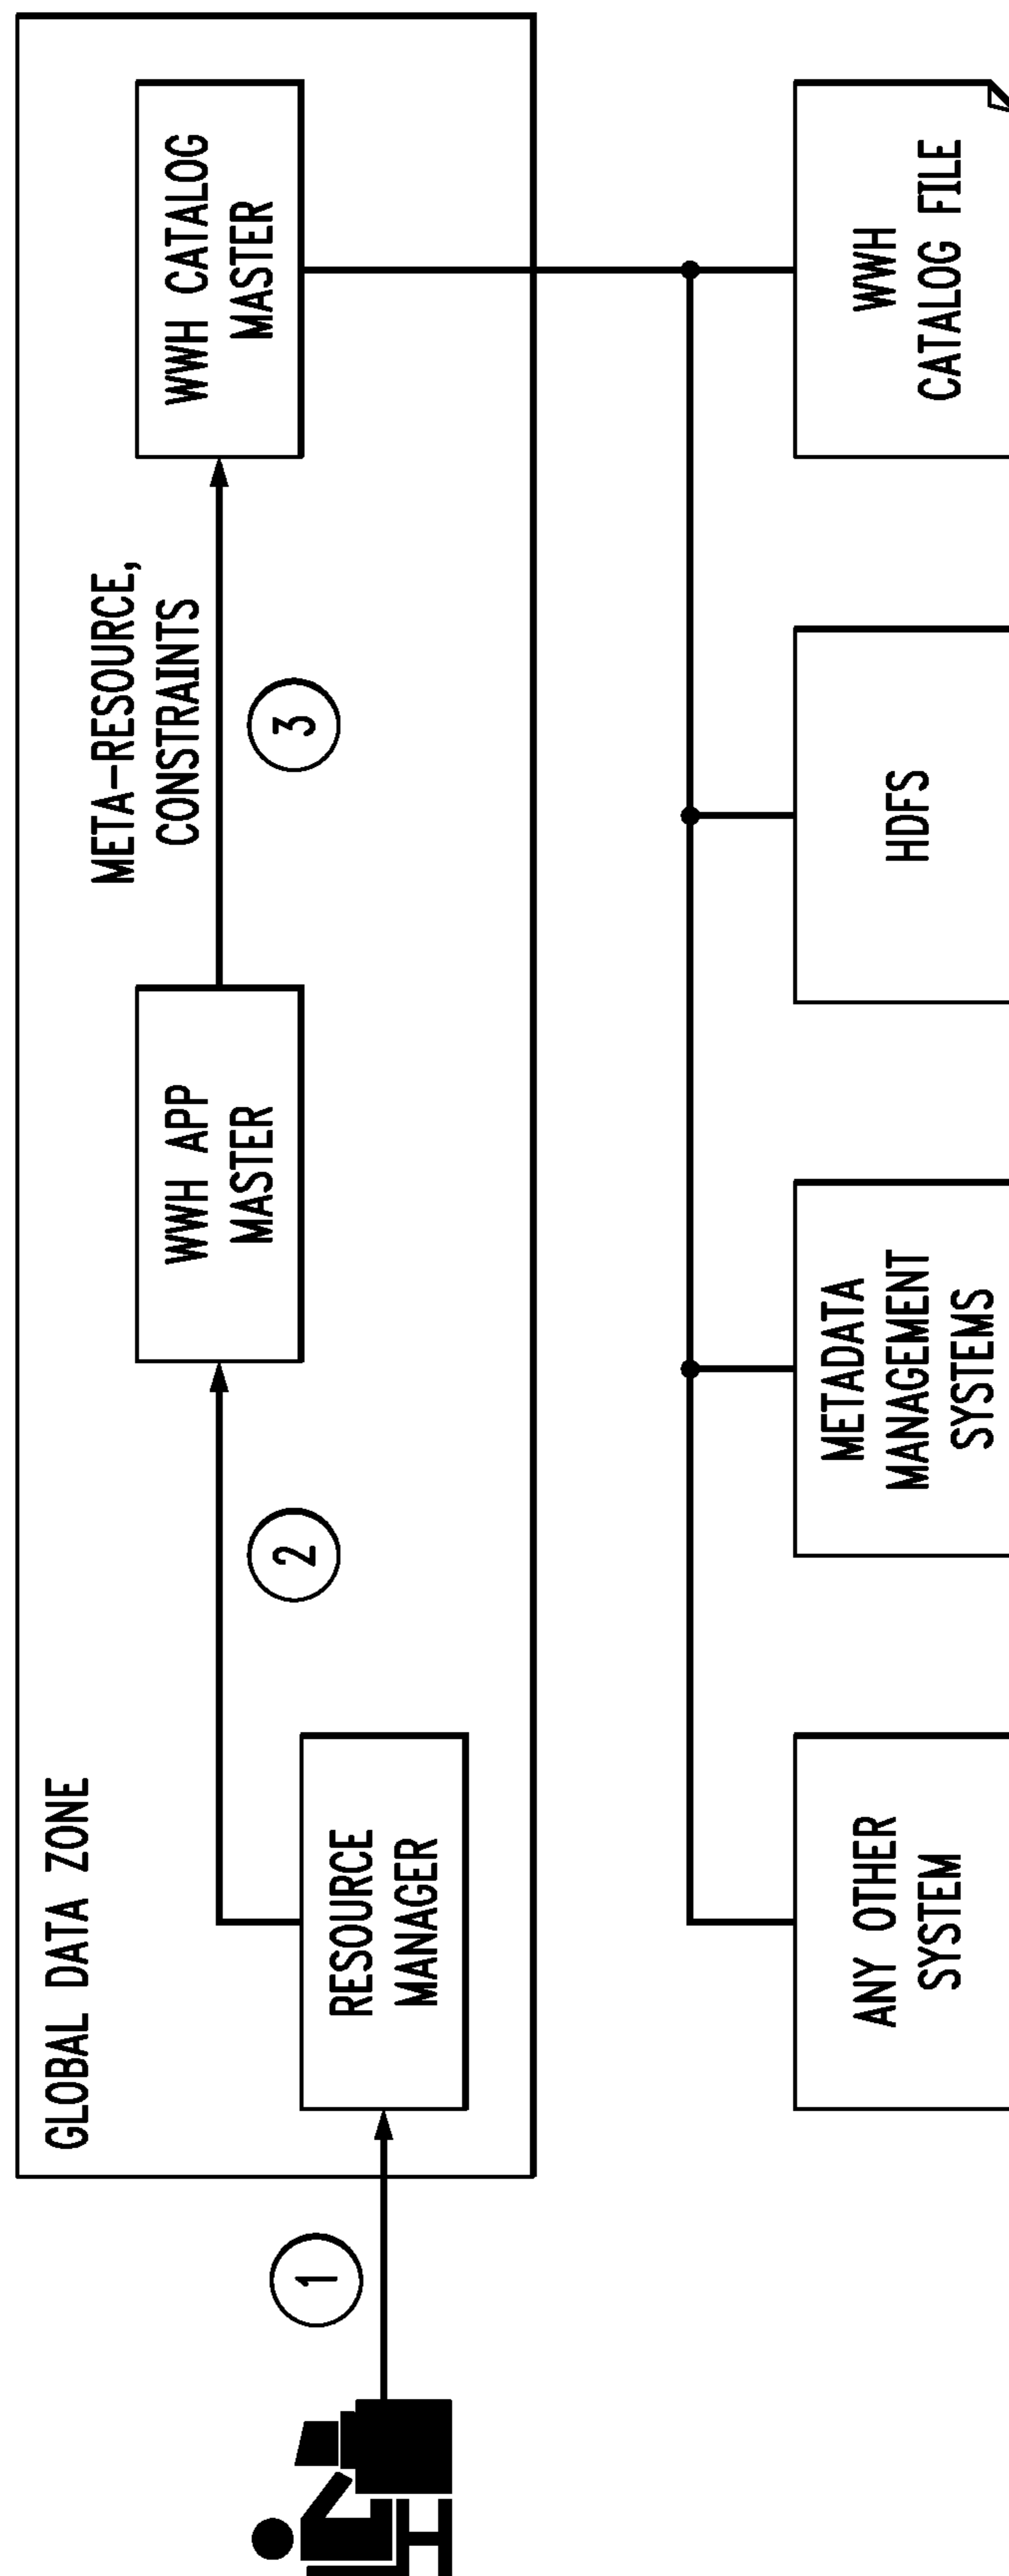 GLOBAL DATA ZONE
1
RESOURCE
MANAGER
2
WWH APP
MASTER
META-RESOURCE,
CONSTRAINTS
3
WWH CATALOG
MASTER
ANY OTHER
SYSTEM
METADATA
MANAGEMENT
SYSTEMS
HDFS
WWH
CATALOG FILE